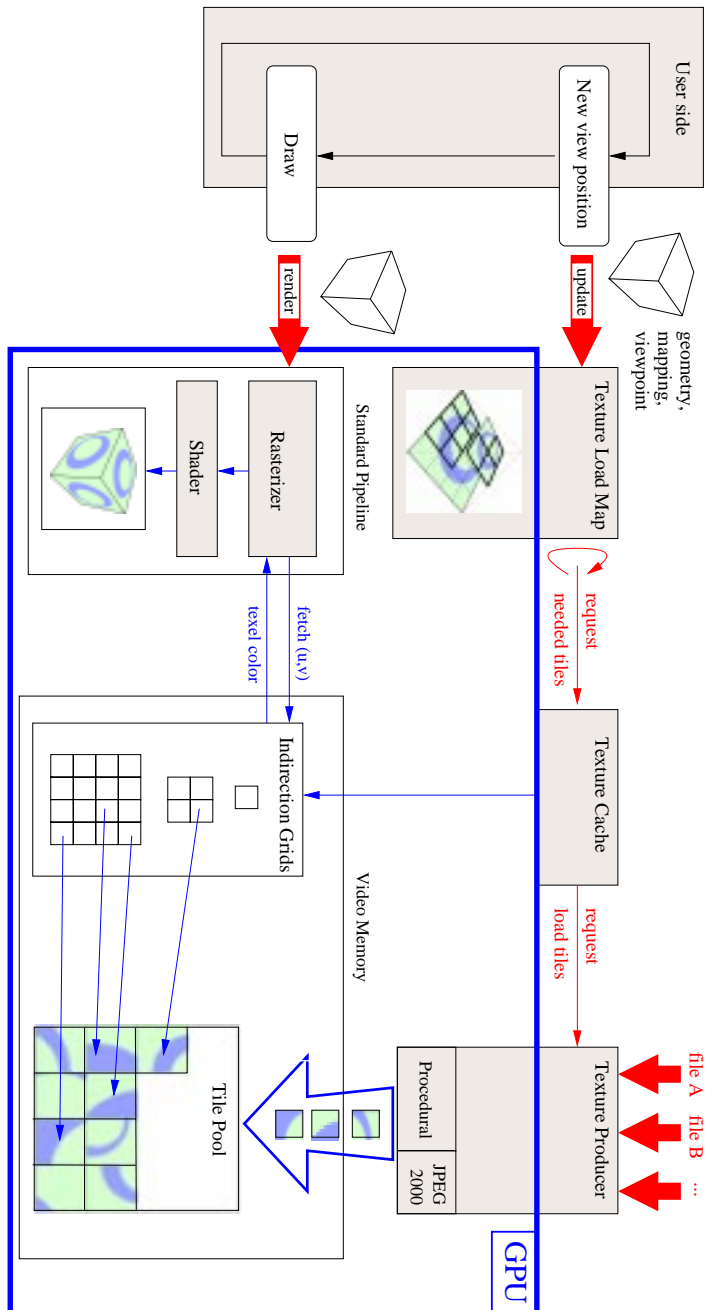 User side
New view position
Draw
update
render
geometry,
mapping,
viewpoint
Texture Load Map
request
needed tiles
Texture Cache
request
load tiles
file A
file B
...
Texture Producer
Procedural
JPEG
2000
GPU
Standard Pipeline
Rasterizer
Shader
fetch (u,v)
texel color
Video Memory
Indirection Grids
Tile Pool